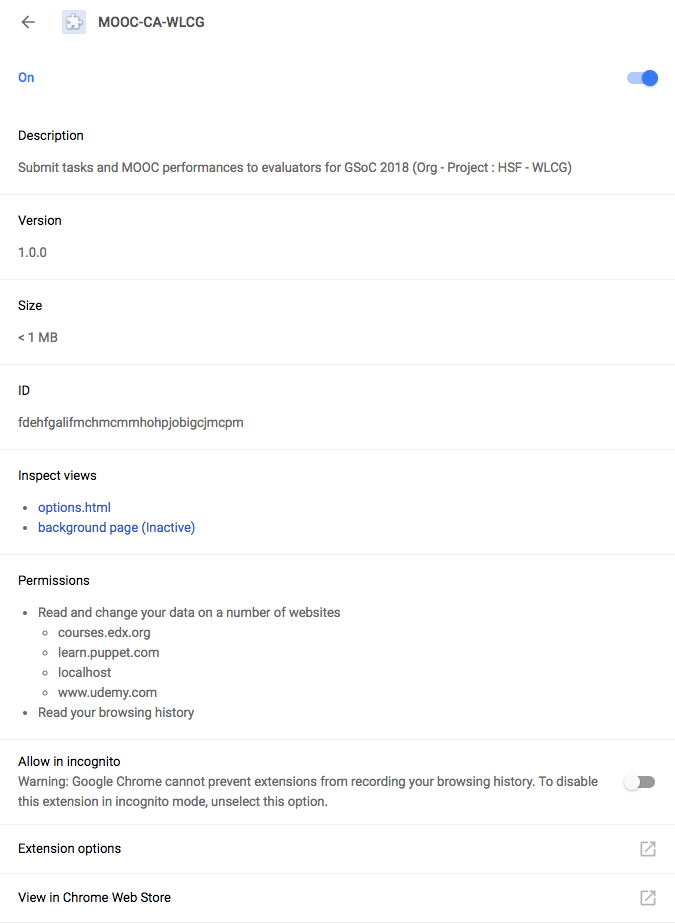 MOOC-CA-WLCG
On
Description
Submit tasks and MOOC performances to evaluators for GSoC 2018 (Org - Project : HSF - WLCG)
Version
1.0.0
Size
< 1 MB
ID
fdehfgalifmchmcmmhohpjobigcjmcpm
Inspect views
• options.html
• background page (Inactive)
Permissions
• Read and change your data on a number of websites
◦ courses.edx.org
◦ learn.puppet.com
◦ localhost
◦ www.udemy.com
• Read your browsing history
Allow in incognito
Warning: Google Chrome cannot prevent extensions from recording your browsing history. To disable
this extension in incognito mode, unselect this option.
Extension options
View in Chrome Web Store